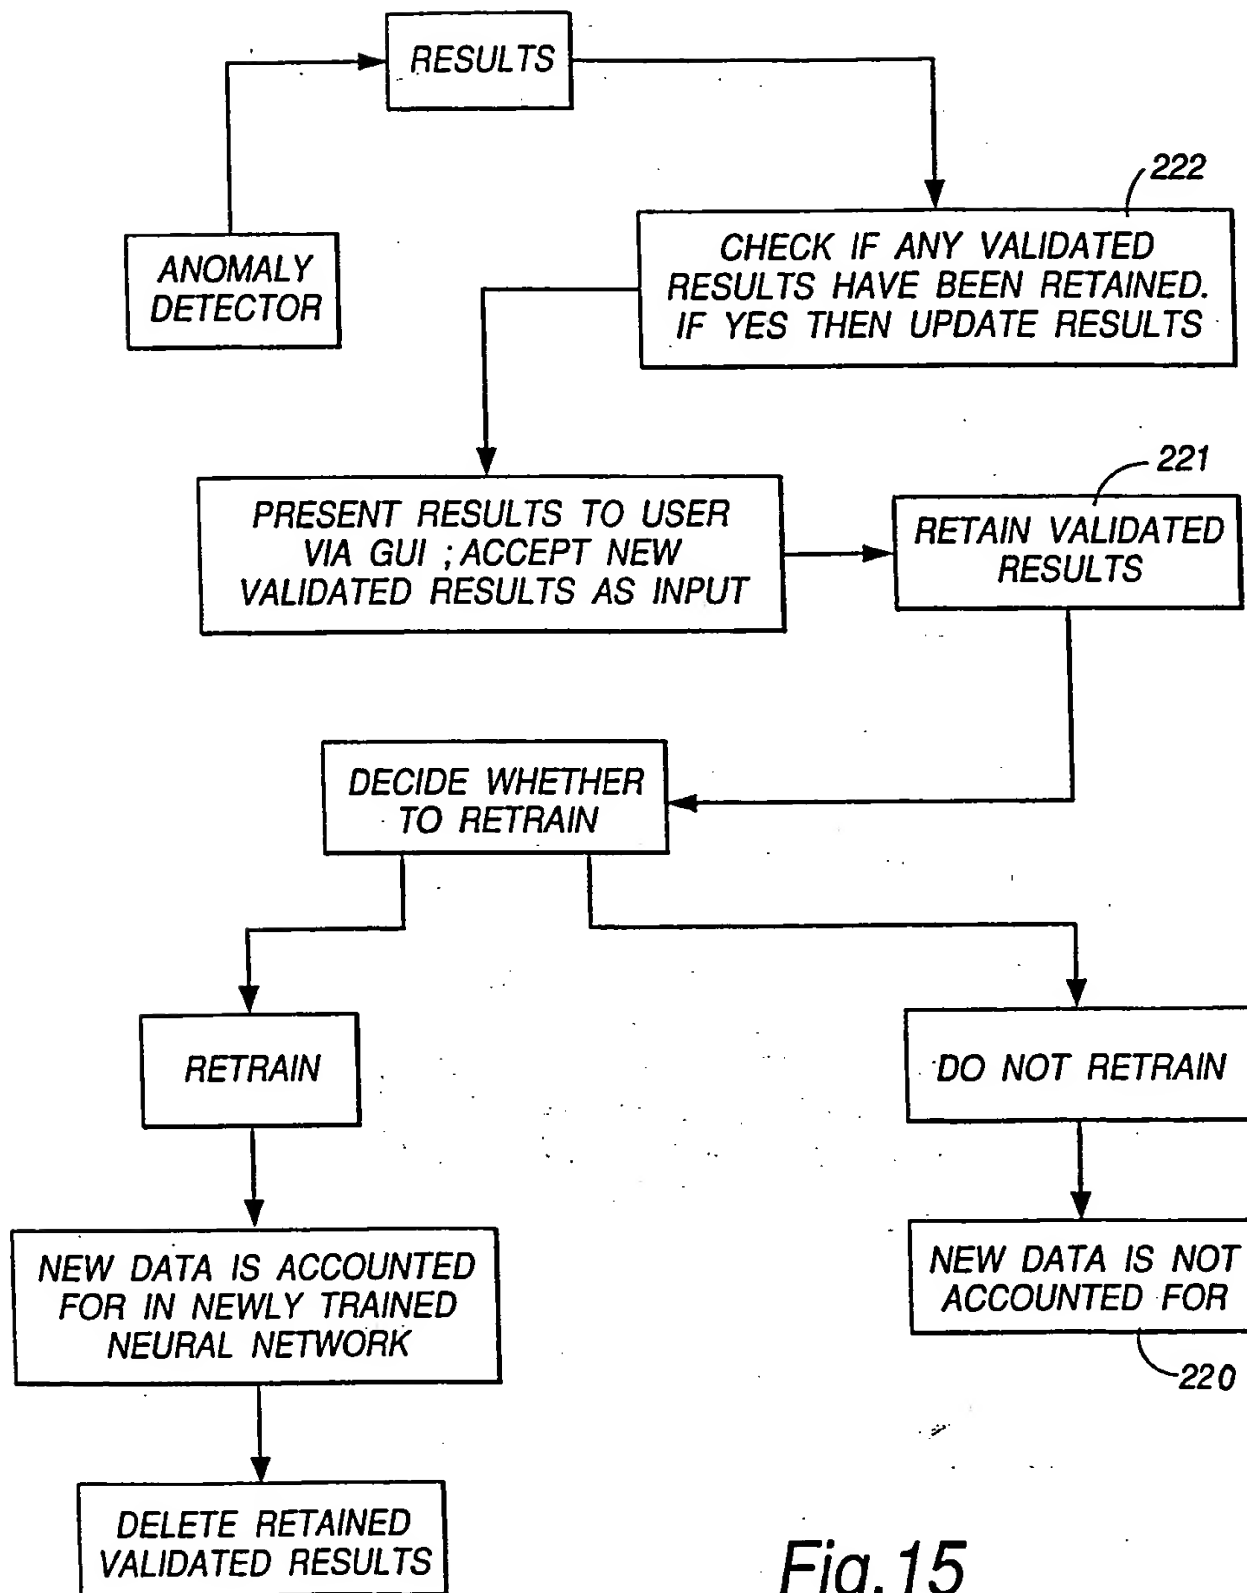 RESULTS
222
ANOMALY
DETECTOR
CHECK IF ANY VALIDATED
RESULTS HAVE BEEN RETAINED.
IF YES THEN UPDATE RESULTS
221
PRESENT RESULTS TO USER
VIA GUI ; ACCEPT NEW
VALIDATED RESULTS AS INPUT
RETAIN VALIDATED
RESULTS
DECIDE WHETHER
TO RETRAIN
RETRAIN
DO NOT RETRAIN
NEW DATA IS ACCOUNTED
FOR IN NEWLY TRAINED
NEURAL NETWORK
NEW DATA IS NOT
ACCOUNTED FOR
220
DELETE RETAINED
VALIDATED RESULTS
Fig.15